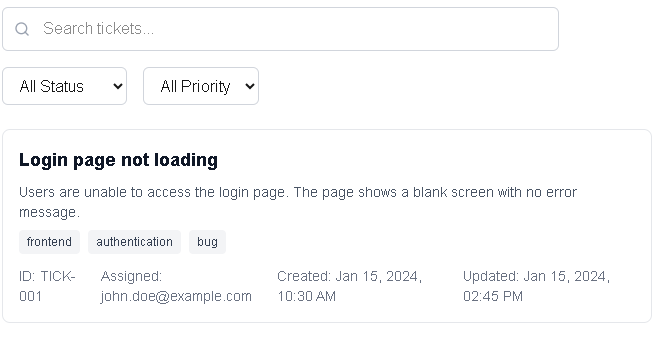 Search tickets...
All Status
All Priority
Login page not loading
Users are unable to access the login page. The page shows a blank screen with no error
message.
frontend authentication bug
ID: TICK-
001
Assigned:
john.doe@example.com
Created: Jan 15, 2024,
10:30 AM
Updated: Jan 15, 2024,
02:45 PM